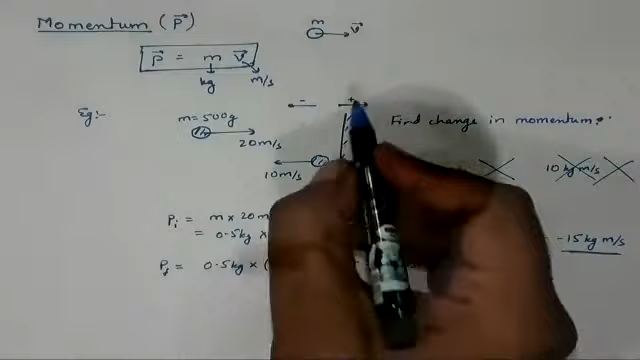 Momentum (P⃗)
m
v⃗
P⃗ = m v⃗
kg
m/s
Eg:-
- +
m=500g
20m/s
Find change in momentum.
10m/s
10 kg m/s
Pi = m x 20m
= 0.5kg x
-15 kg m/s
Pf = 0.5kg x (